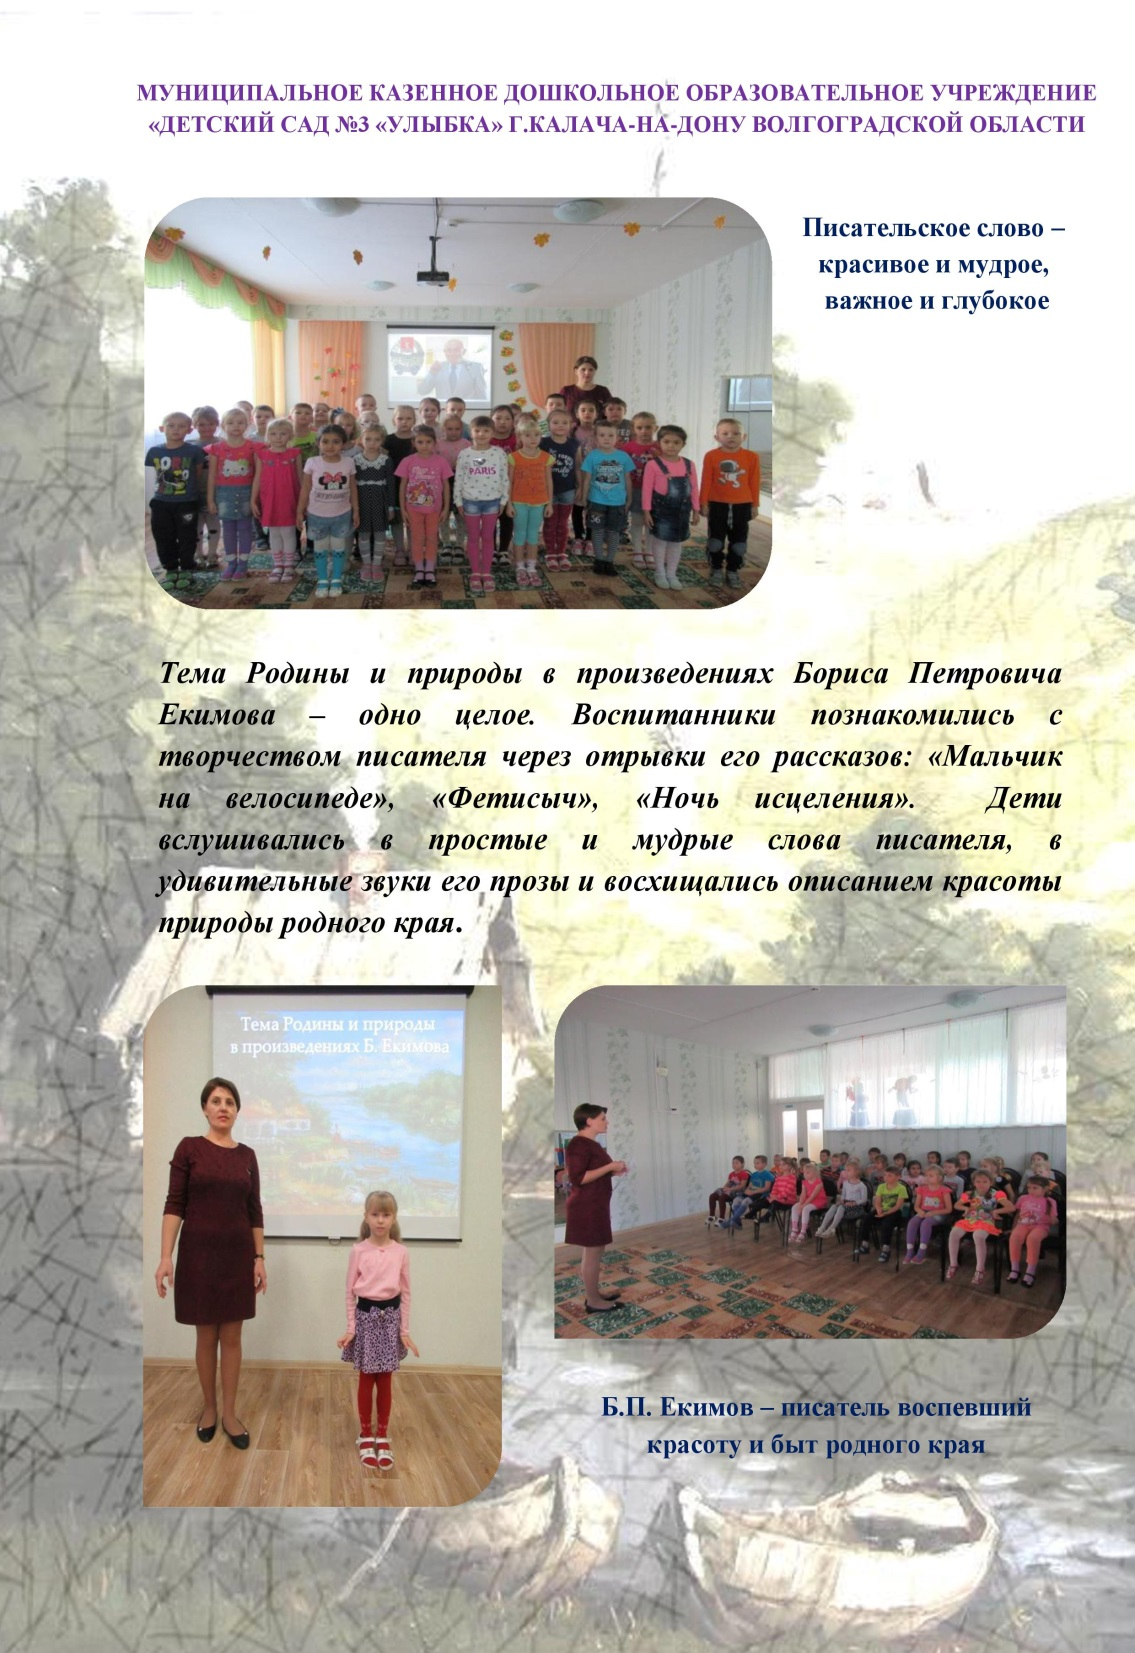 МУНИЦИПАЛЬНОЕ КАЗЕННОЕ ДОШКОЛЬНОЕ ОБРАЗОВАТЕЛЬНОЕ УЧРЕЖДЕНИЕ
«ДЕТСКИЙ САД №3 «УЛЫБКА» Г.КАЛАЧА-НА-ДОНУ ВОЛГОГРАДСКОЙ ОБЛАСТИ
Писательское слово –
красивое и мудрое,
важное и глубокое
PARIS
Тема Родины и природы в произведениях Бориса Петровича
Екимова – одно целое. Воспитанники познакомились с
творчеством писателя через отрывки его рассказов: «Мальчик
на велосипеде», «Фетисыч», «Ночь исцеления». Дети
вслушивались в простые и мудрые слова писателя, в
удивительные звуки его прозы и восхищались описанием красоты
природы родного края.
Тема Родины и природы
в произведениях Б. Екимова
Б.П. Екимов – писатель воспевший
красоту и быт родного края